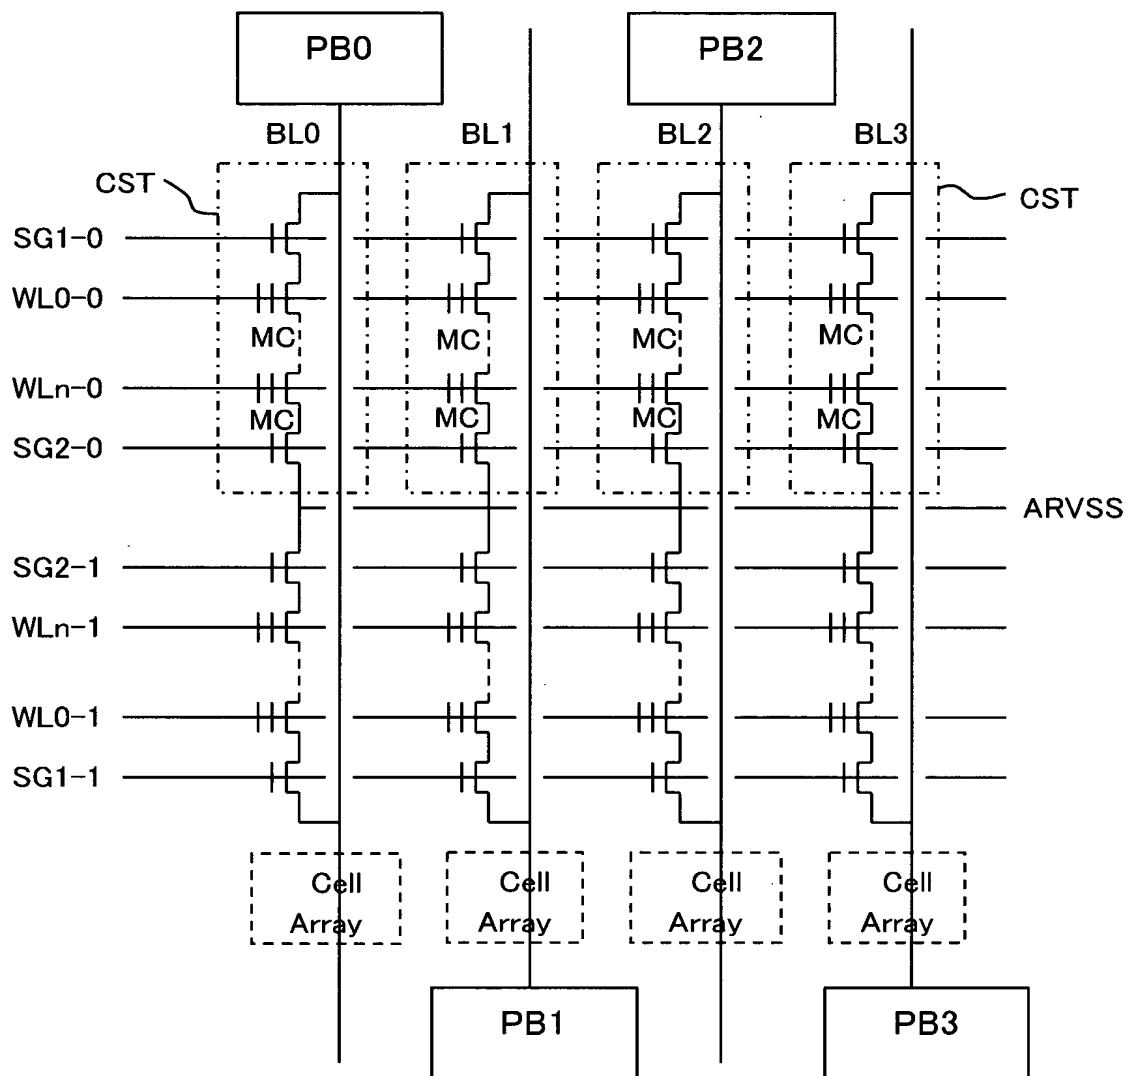 PB0
PB2
BL0
BL1
BL2
BL3
CST
CST
SG1-0
WL0-0
MC
MC
MC
MC
WLn-0
MC
MC
MC
MC
SG2-0
ARVSS
SG2-1
WLn-1
WL0-1
SG1-1
Cell
Array
Cell
Array
Cell
Array
Cell
Array
PB1
PB3